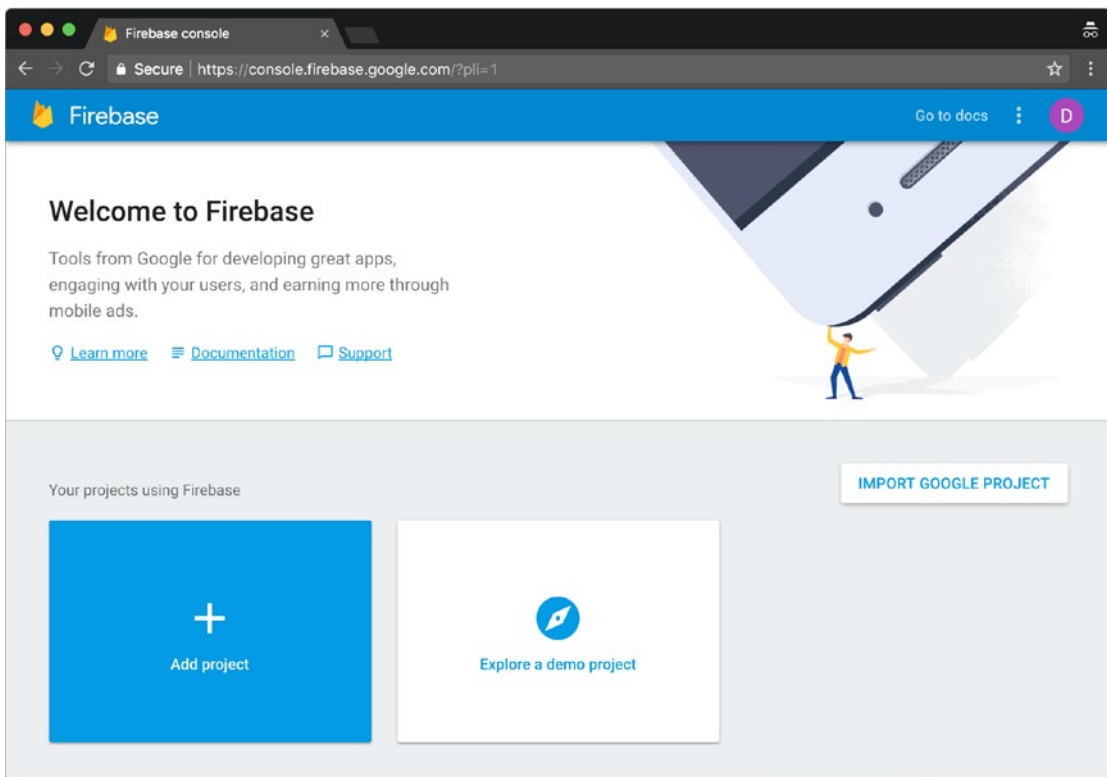 Firebase console
Secure | https://console.firebase.google.com/?pli=1
Firebase
Go to docs
D
Welcome to Firebase
Tools from Google for developing great apps,
engaging with your users, and earning more through
mobile ads.
Learn more Documentation Support
Your projects using Firebase
IMPORT GOOGLE PROJECT
Add project
Explore a demo project